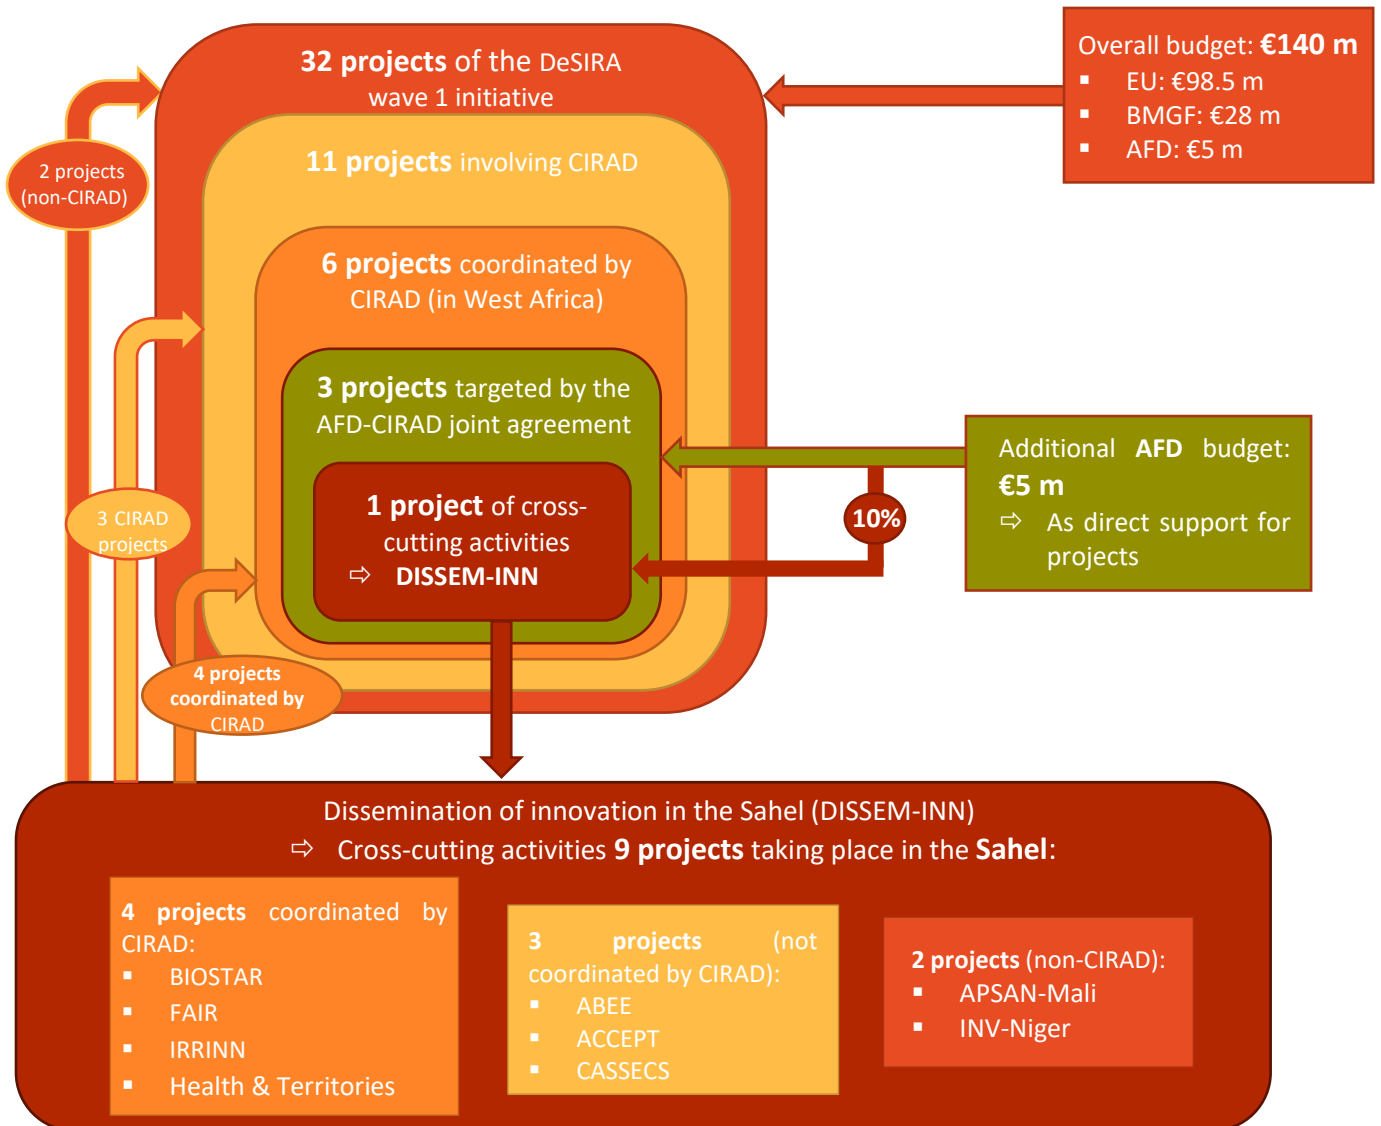 32 projects of the DeSIRA
wave 1 initiative
Overall budget: €140 m
▪ EU: €98.5 m
▪ BMGF: €28 m
▪ AFD: €5 m
11 projects involving CIRAD
2 projects
(non-CIRAD)
6 projects coordinated by
CIRAD (in West Africa)
3 projects targeted by the
AFD-CIRAD joint agreement
Additional AFD budget:
€5 m
⇨ As direct support for
projects
10%
1 project of cross-
cutting activities
⇨ DISSEM-INN
3 CIRAD
projects
4 projects
coordinated by
CIRAD
Dissemination of innovation in the Sahel (DISSEM-INN)
⇨ Cross-cutting activities 9 projects taking place in the Sahel:
4 projects coordinated by
CIRAD:
▪ BIOSTAR
▪ FAIR
▪ IRRINN
▪ Health & Territories
3 projects (not
coordinated by CIRAD):
▪ ABEE
▪ ACCEPT
▪ CASSECS
2 projects (non-CIRAD):
▪ APSAN-Mali
▪ INV-Niger